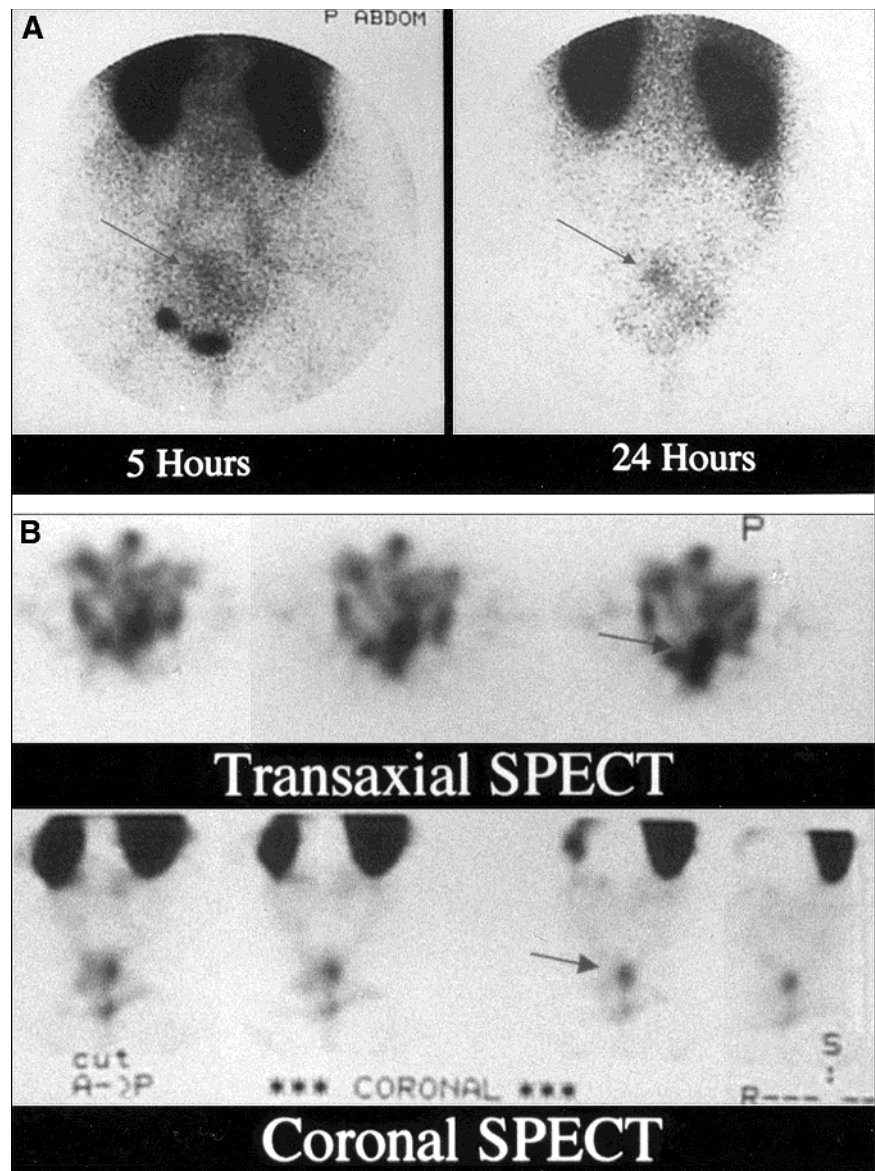 A
P ABDOM
5 Hours
24 Hours
B
P
Transaxial SPECT
cut
A->P
*** CORONAL ***
S
R---
Coronal SPECT